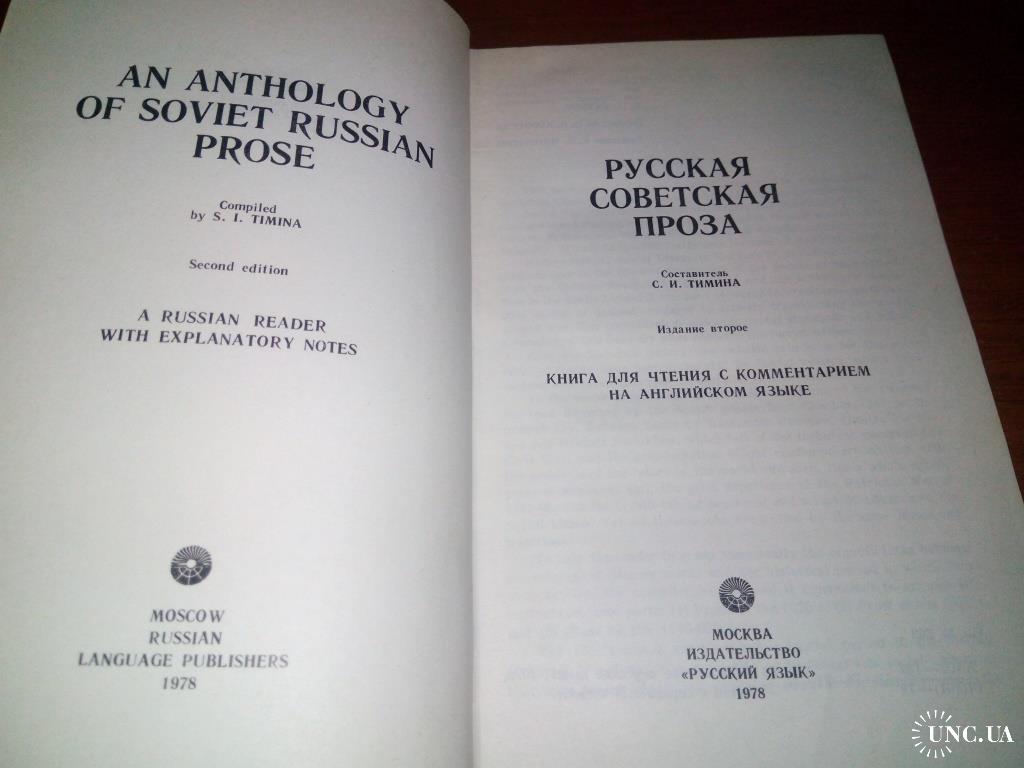 AN ANTHOLOGY
OF SOVIET RUSSIAN
PROSE
Compiled
by S. I. TIMINA
Second edition
A RUSSIAN READER
WITH EXPLANATORY NOTES
MOSCOW
RUSSIAN
LANGUAGE PUBLISHERS
1978
РУССКАЯ
СОВЕТСКАЯ
ПРОЗА
Составитель
С. И. ТИМИНА
Издание второе
КНИГА ДЛЯ ЧТЕНИЯ С КОММЕНТАРИЕМ
НА АНГЛИЙСКОМ ЯЗЫКЕ
МОСКВА
ИЗДАТЕЛЬСТВО
«РУССКИЙ ЯЗЫК»
1978
UNC.UA